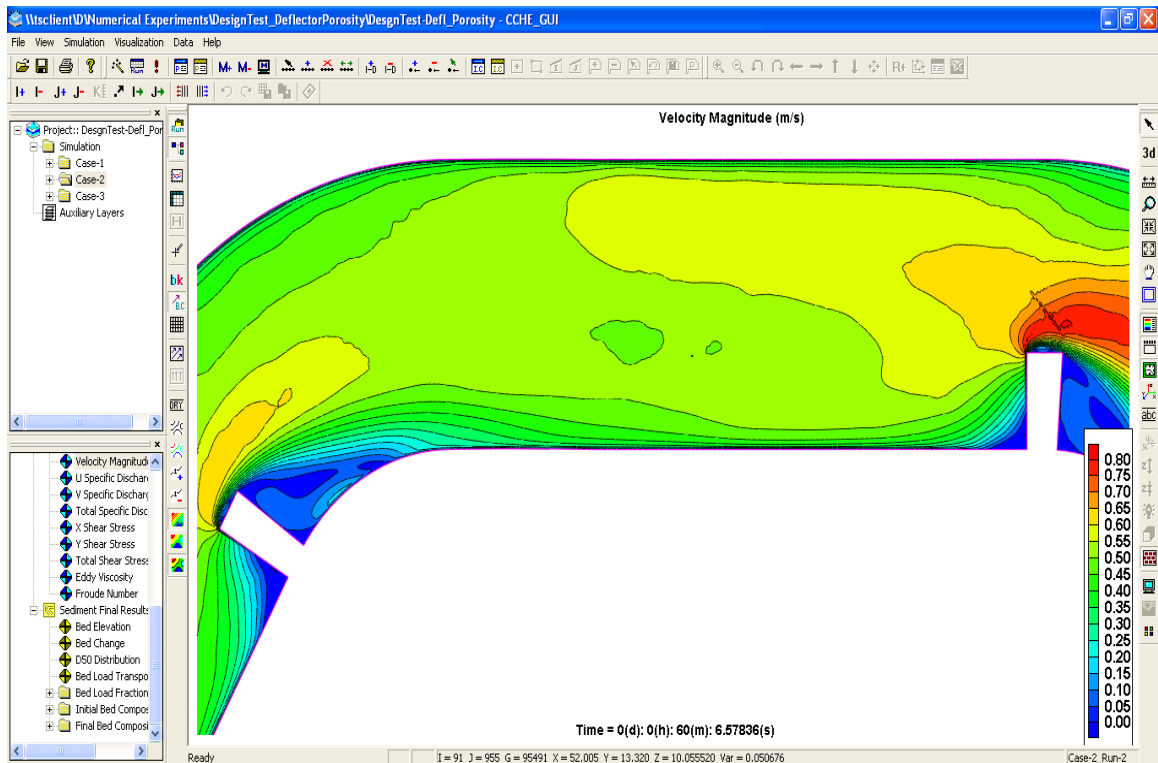 \\tsclient\D\Numerical Experiments\DesignTest_DeflectorPorosity\DesgnTest-Defl_Porosity - CCHE_GUI
File View Simulation Visualization Data Help
Project:: DesgnTest-Defl_Por
Simulation
Case-1
Case-2
Case-3
Auxiliary Layers
Velocity Magnitude
U Specific Dischar
V Specific Discharg
Total Specific Disc
X Shear Stress
Y Shear Stress
Total Shear Stress
Eddy Viscosity
Froude Number
Sediment Final Results
Bed Elevation
Bed Change
D50 Distribution
Bed Load Transpo
Bed Load Fraction
Initial Bed Compos
Final Bed Composi
Run
bk
B.C
DRY
Velocity Magnitude (m/s)
3d
abc
0.80
0.75
0.70
0.65
0.60
0.55
0.50
0.45
0.40
0.35
0.30
0.25
0.20
0.15
0.10
0.05
0.00
Time = 0(d): 0(h): 60(m): 6.57836(s)
Ready
I = 91 J = 955 G = 95491 X = 52.005 Y = 13.320 Z = 10.055520 Var = 0.050676
Case-2_Run-2